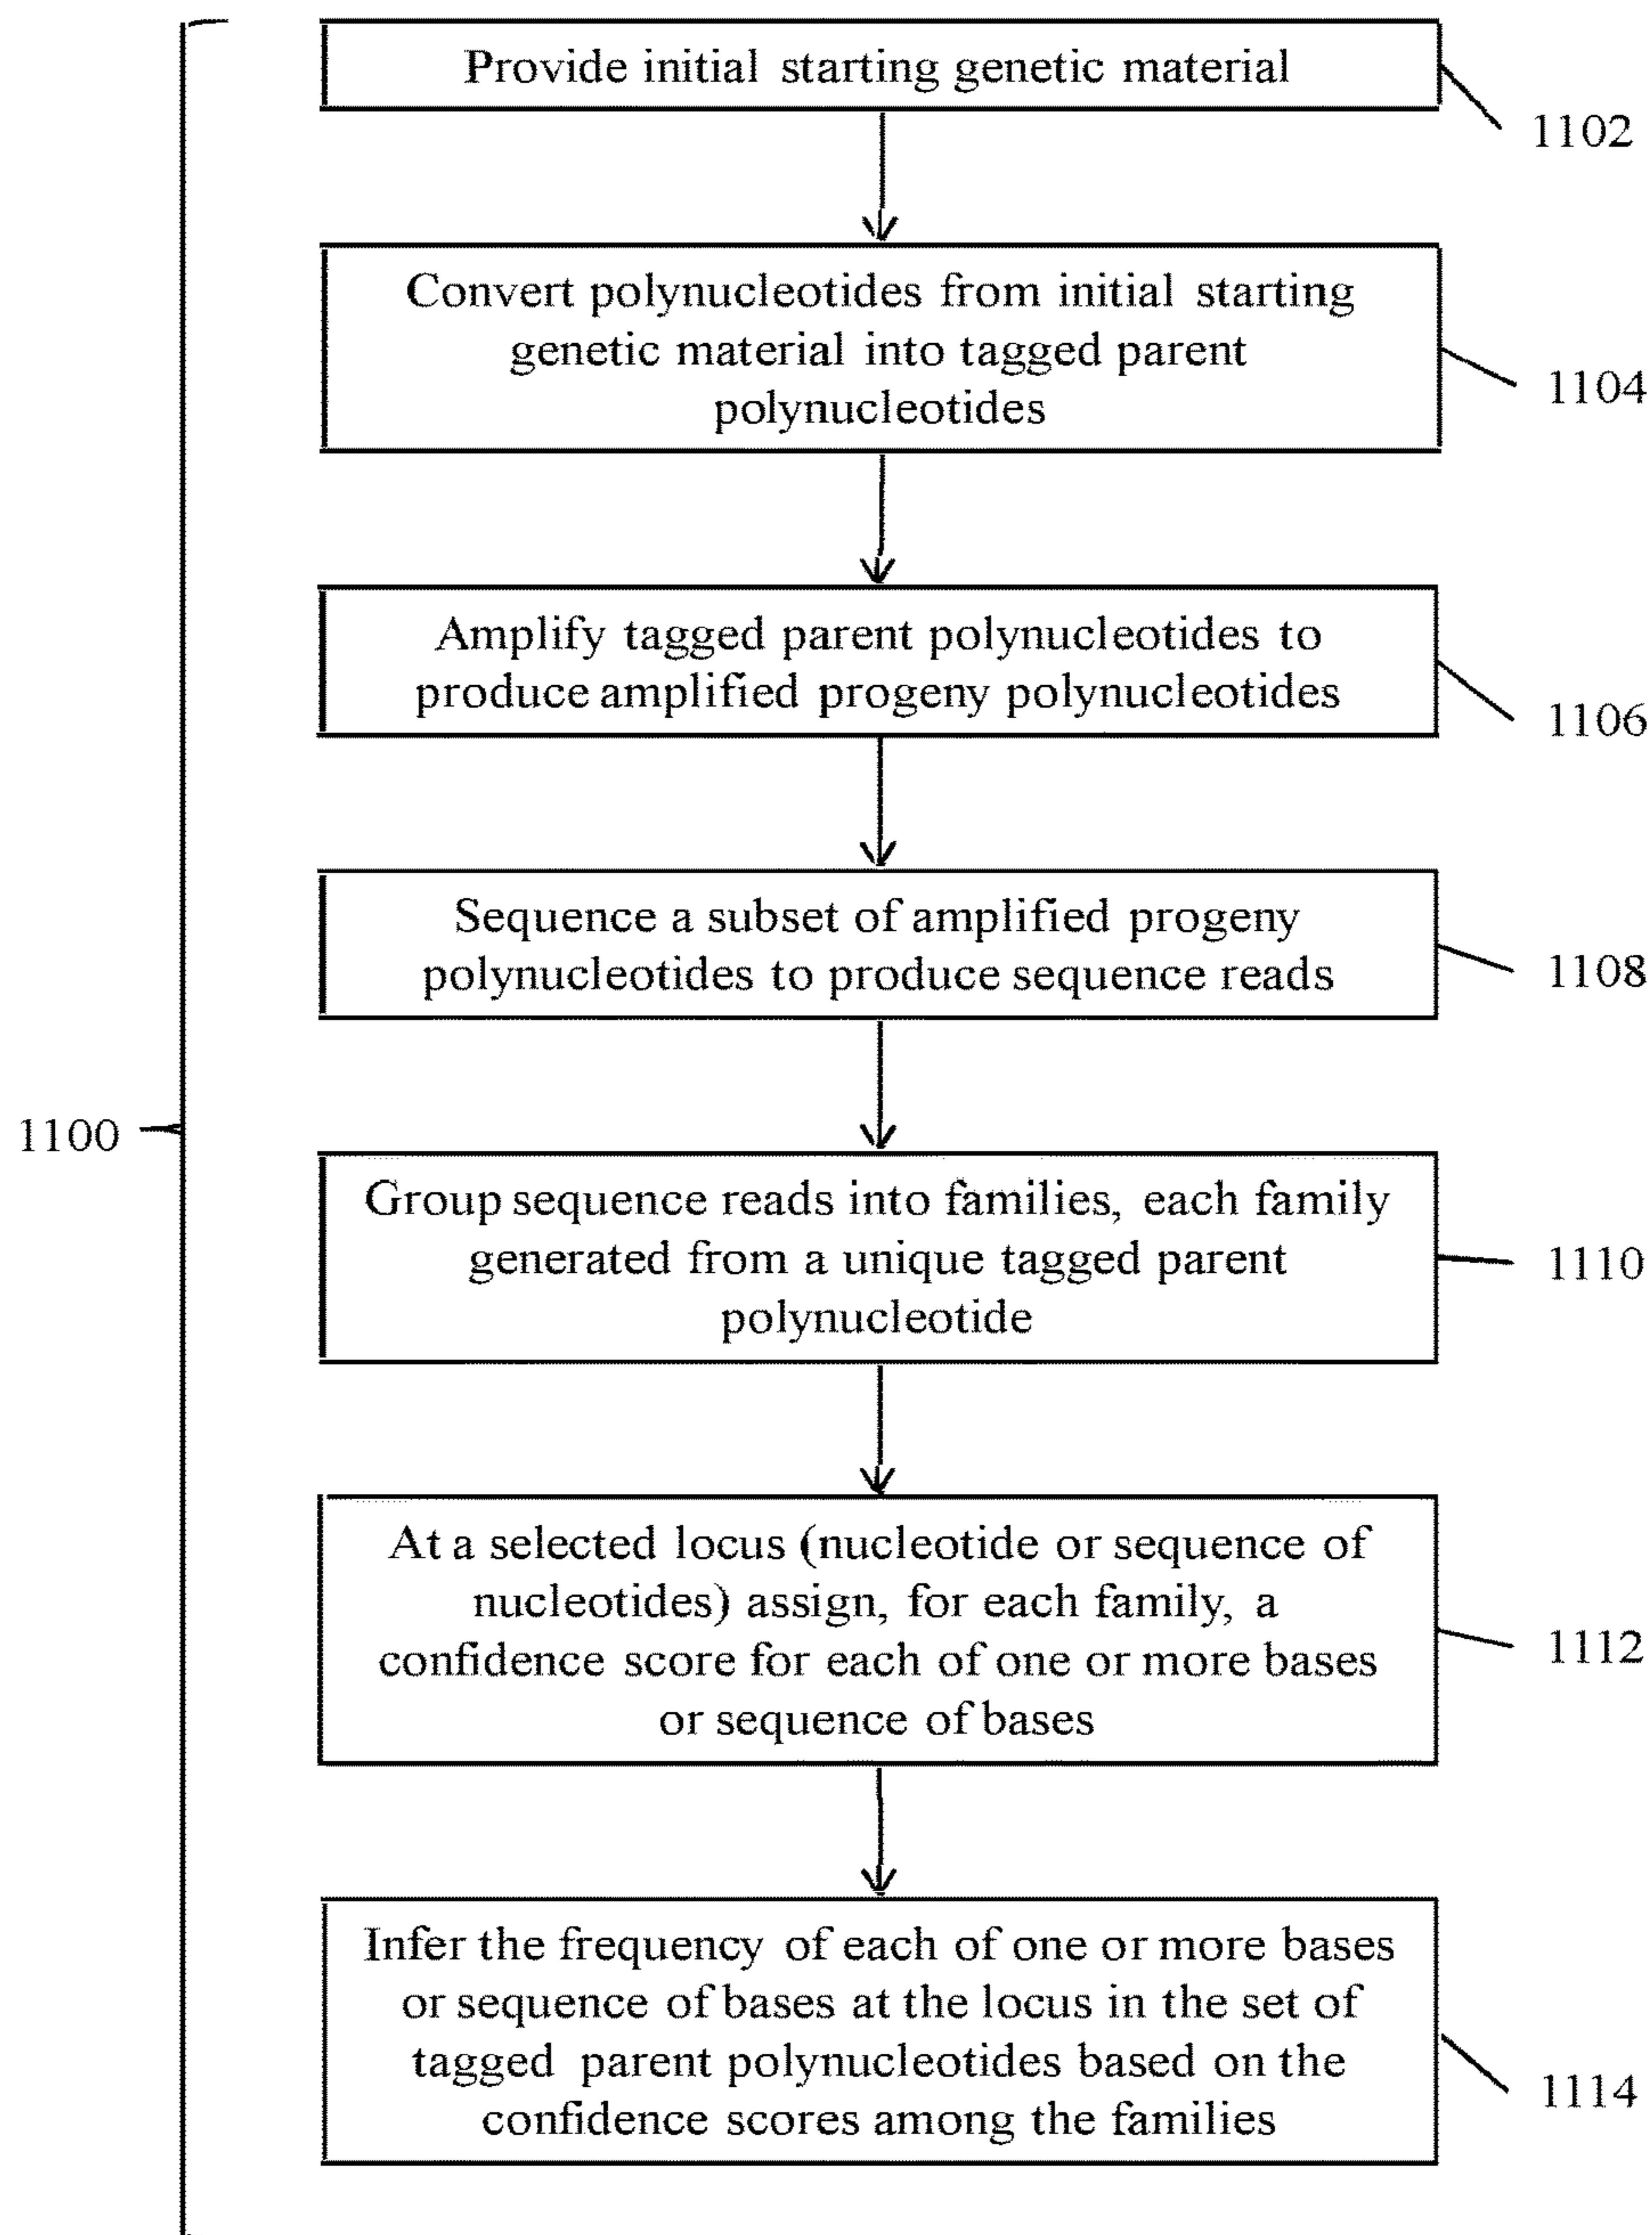 Provide initial starting genetic material
1102
Convert polynucleotides from initial starting
genetic material into tagged parent
polynucleotides
1104
Amplify tagged parent polynucleotides to
produce amplified progeny polynucleotides
1106
Sequence a subset of amplified progeny
polynucleotides to produce sequence reads
1108
1100
Group sequence reads into families, each family
generated from a unique tagged parent
polynucleotide
1110
At a selected locus (nucleotide or sequence of
nucleotides) assign, for each family, a
confidence score for each of one or more bases
or sequence of bases
1112
Infer the frequency of each of one or more bases
or sequence of bases at the locus in the set of
tagged parent polynucleotides based on the
confidence scores among the families
1114